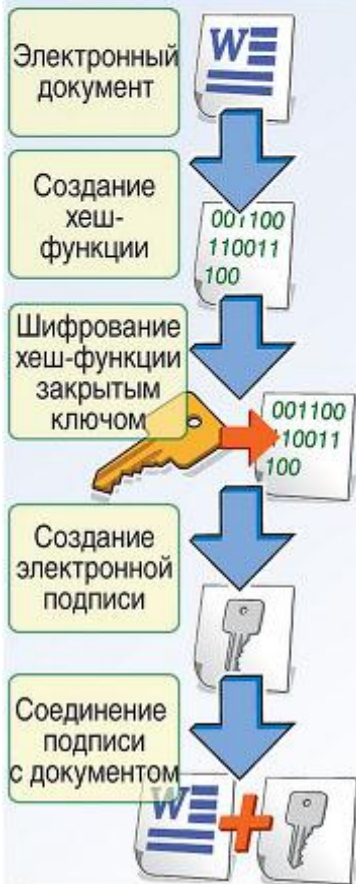 Электронный
документ
W
Создание
хеш-
функции
001100
110011
100
Шифрование
хеш-функции
закрытым
ключом
001100
110011
100
Создание
электронной
подписи
Соединение
подписи
с документом
W